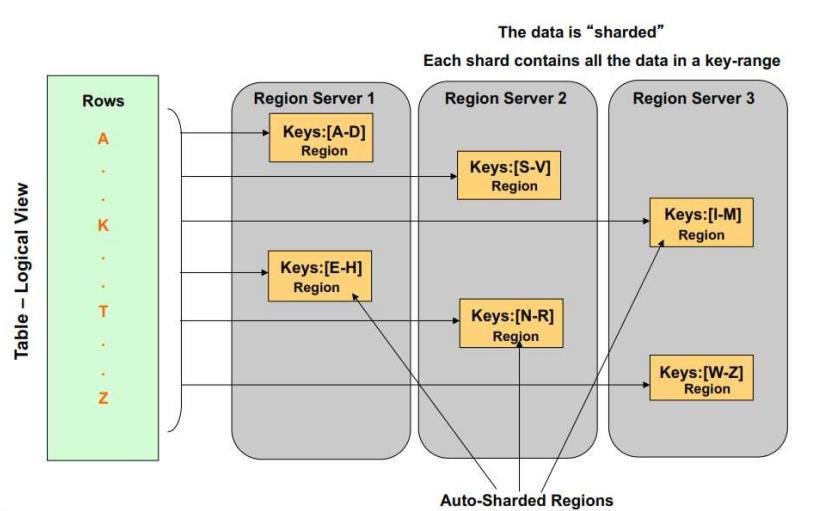 The data is “sharded”
Each shard contains all the data in a key-range
Table – Logical View
Rows
A
.
.
K
.
.
T
.
.
Z
Region Server 1
Keys:[A-D]
Region
Keys:[E-H]
Region
Region Server 2
Keys:[S-V]
Region
Keys:[N-R]
Region
Region Server 3
Keys:[I-M]
Region
Keys:[W-Z]
Region
Auto-Sharded Regions